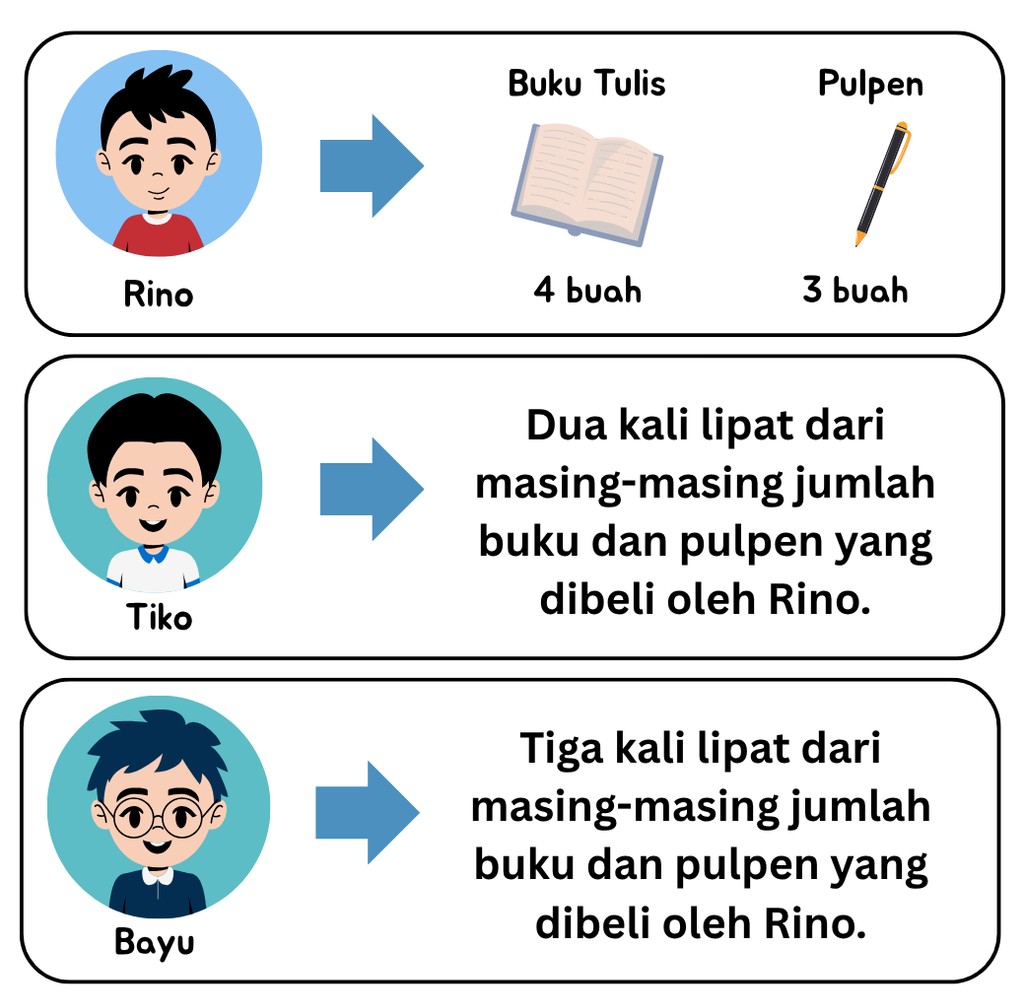 Buku Tulis
Pulpen
4 buah
3 buah
Rino
Dua kali lipat dari
masing-masing jumlah
buku dan pulpen yang
dibeli oleh Rino.
Tiko
Tiga kali lipat dari
masing-masing jumlah
buku dan pulpen yang
dibeli oleh Rino.
Bayu